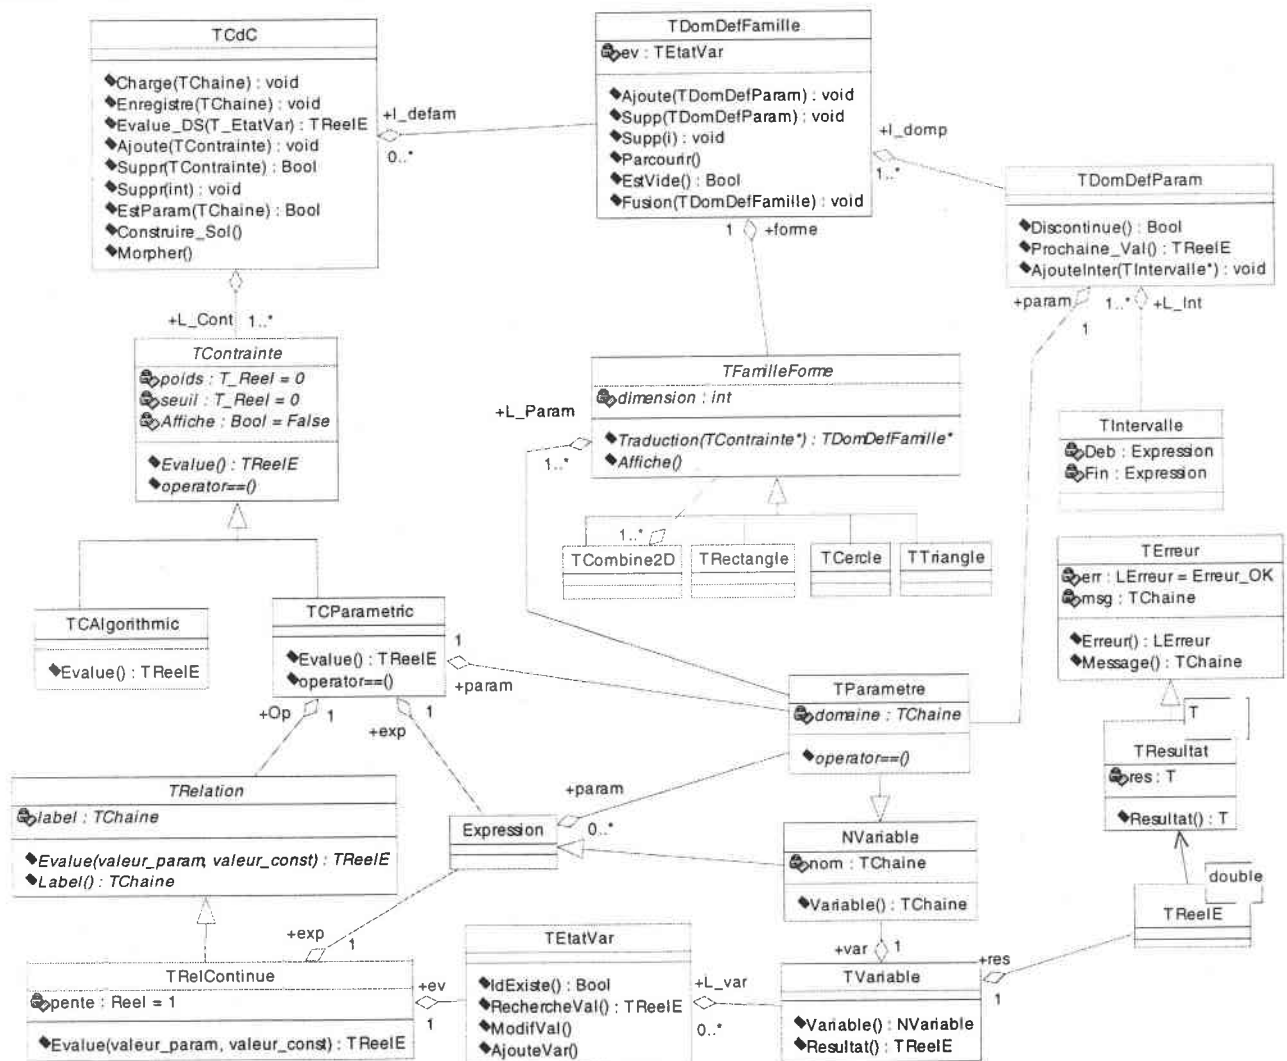 TCdC
Charge(TChaine) : void
Enregistre(TChaine) : void
Evalue_DS(T_EtatVar) : TReelE
Ajoute(TContrainte) : void
Suppr(TContrainte) : Bool
Suppr(int) : void
EstParam(TChaine) : Bool
Construire_Sol()
Morpher()
+l_defam
0..*
TDomDefFamille
ev : TEtatVar
Ajoute(TDomDefParam) : void
Supp(TDomDefParam) : void
Supp(i) : void
Parcourir()
EstVide() : Bool
Fusion(TDomDefFamille) : void
+l_domp
1..*
TDomDefParam
Discontinue() : Bool
Prochaine_Val() : TReelE
AjouteInter(TIntervalle*) : void
1
+forme
+param
1
1..*
+L_Int
+L_Cont
1..*
TContrainte
poids : T_Reel = 0
seuil : T_Reel = 0
Affiche : Bool = False
Evalue() : TReelE
operator==()
TFamilleForme
dimension : int
Traduction(TContrainte*) : TDomDefFamille*
Affiche()
+L_Param
1..*
TIntervalle
Deb : Expression
Fin : Expression
1..*
TCombine2D
TRectangle
TCercle
TTriangle
TErreur
err : LErreur = Erreur_OK
msg : TChaine
Erreur() : LErreur
Message() : TChaine
TCAlgorithmic
Evalue() : TReelE
TCParametric
Evalue() : TReelE
operator==()
1
+param
+Op
1
1
+exp
TParametre
domaine : TChaine
operator==()
T
TResultat
res : T
Resultat() : T
TRelation
label : TChaine
Evalue(valeur_param, valeur_const) : TReelE
Label() : TChaine
Expression
+param
0..*
NVariable
nom : TChaine
Variable() : TChaine
double
TReelE
+exp
1
TRelContinue
pente : Reel = 1
Evalue(valeur_param, valeur_const) : TReelE
+ev
1
TEtatVar
IdExiste() : Bool
RechercheVal() : TReelE
ModifVal()
AjouteVar()
+L_var
0..*
+var
1
TVariable
Variable() : NVariable
Resultat() : TReelE
+res
1